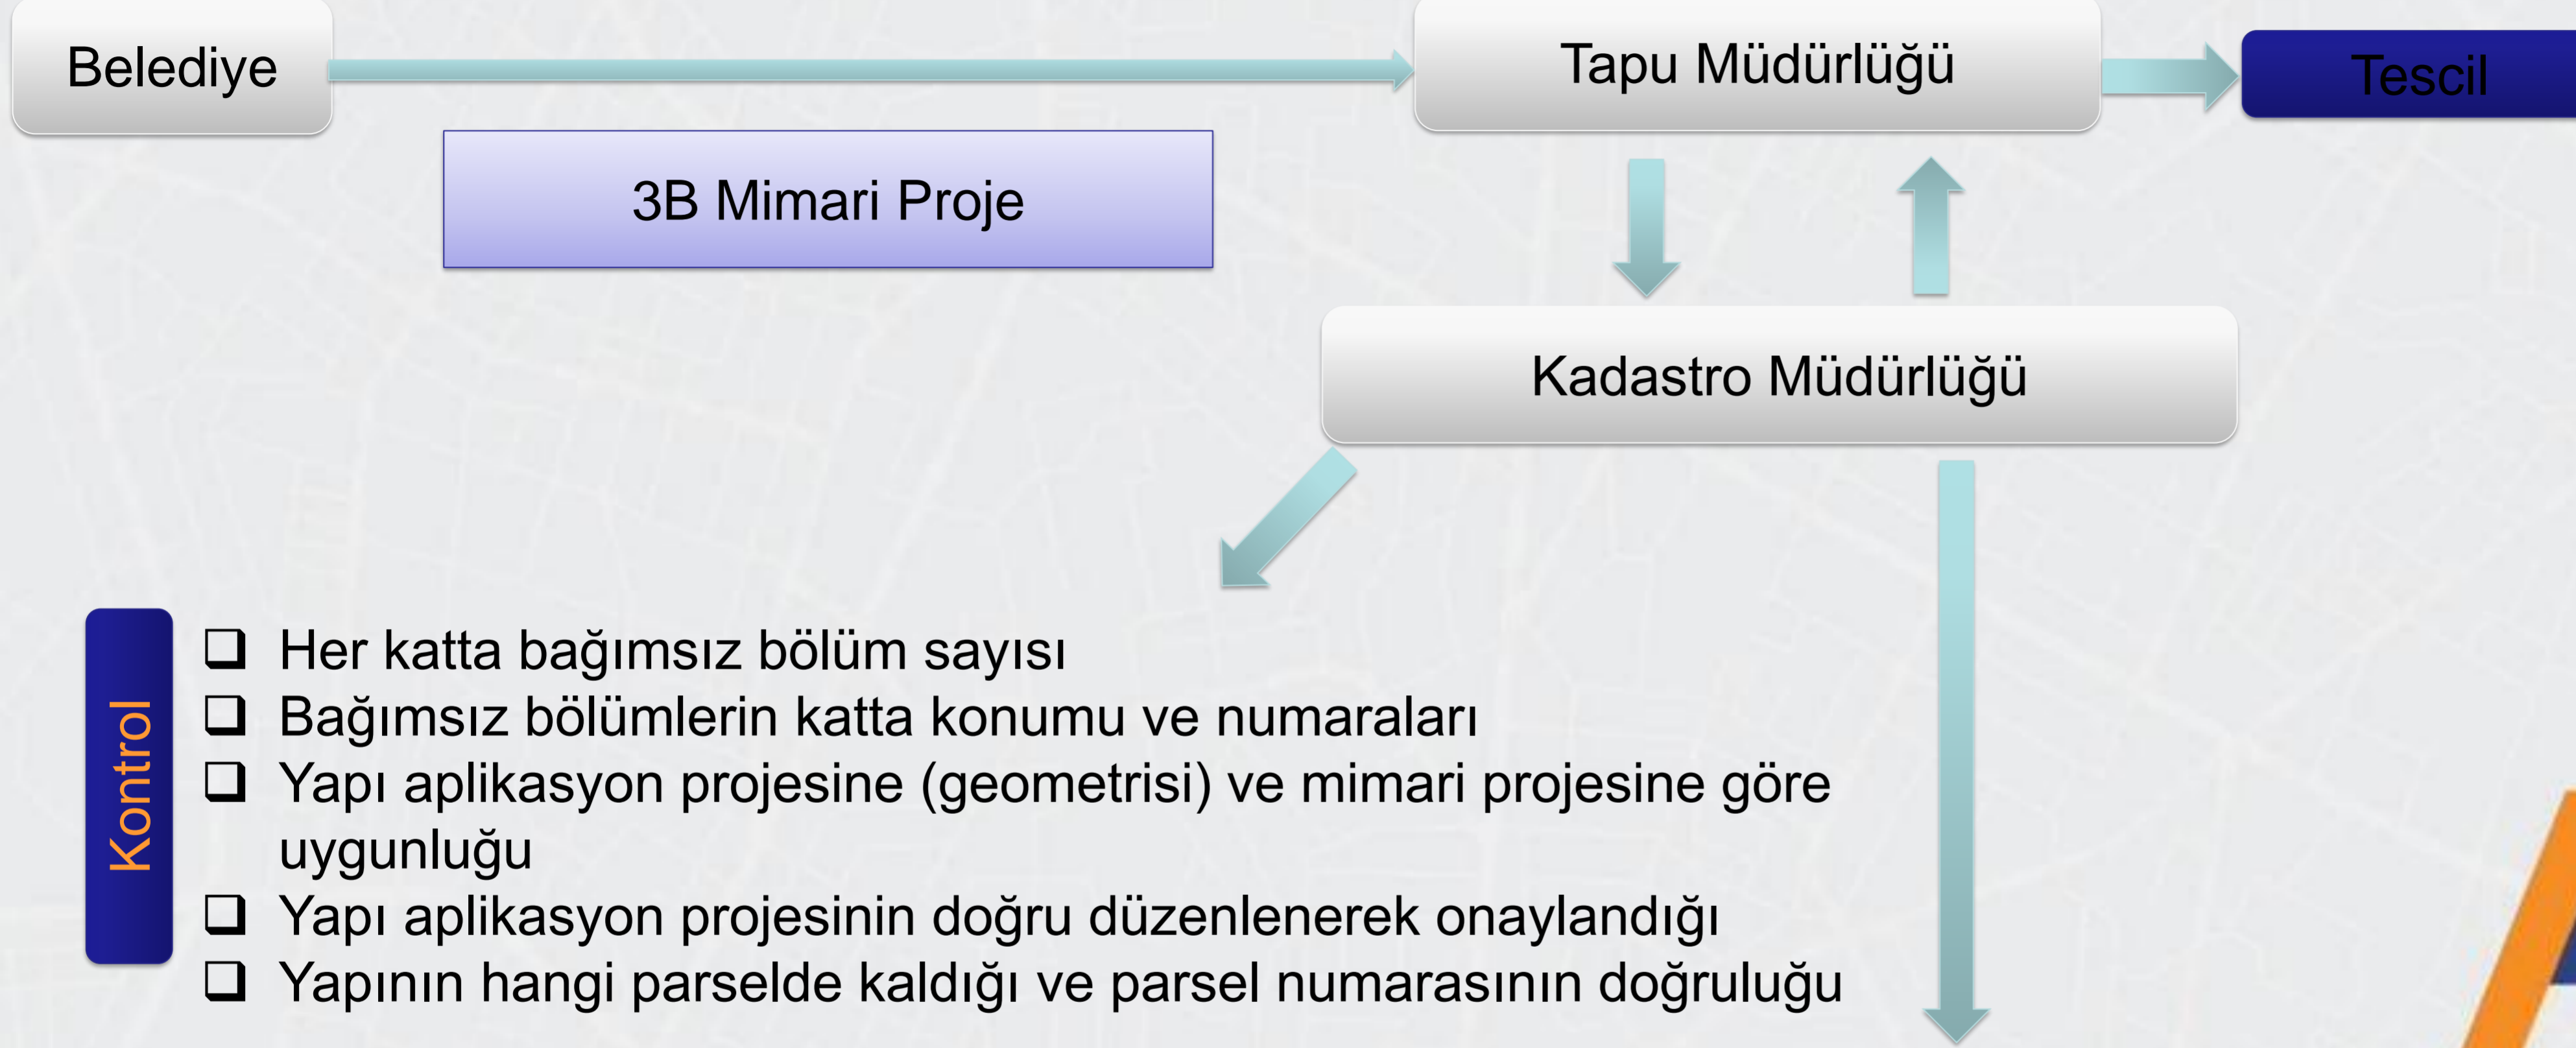 Belediye
Tapu Müdürlüğü
Tescil
3B Mimari Proje
Kadastro Müdürlüğü
Kontrol
Her katta bağımsız bölüm sayısı
Bağımsız bölümlerin katta konumu ve numaraları
Yapı aplikasyon projesine (geometrisi) ve mimari projesine göre
uygunluğu
Yapı aplikasyon projesinin doğru düzenlenerek onaylandığı
Yapının hangi parselde kaldığı ve parsel numarasının doğruluğu